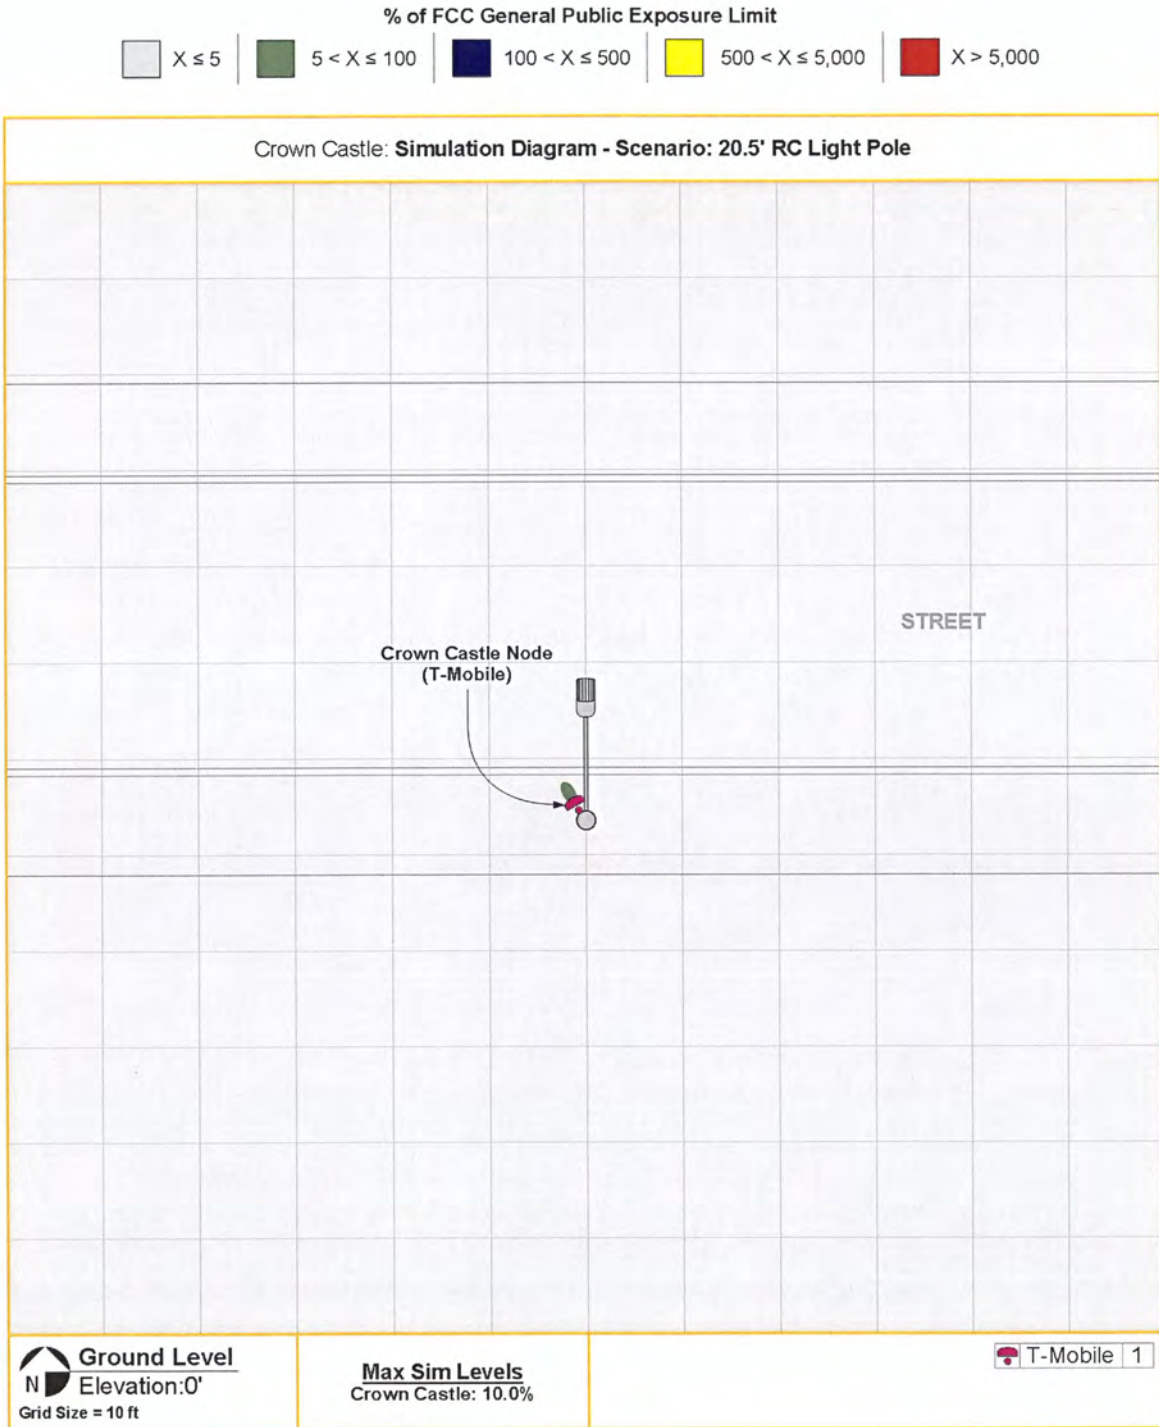 % of FCC General Public Exposure Limit
X ≤ 5 5 < X ≤ 100 100 < X ≤ 500 500 < X ≤ 5,000 X > 5,000
Crown Castle: Simulation Diagram - Scenario: 20.5' RC Light Pole
STREET
Crown Castle Node
(T-Mobile)
Ground Level
N Elevation:0'
Grid Size = 10 ft
Max Sim Levels
Crown Castle: 10.0%
T-Mobile 1